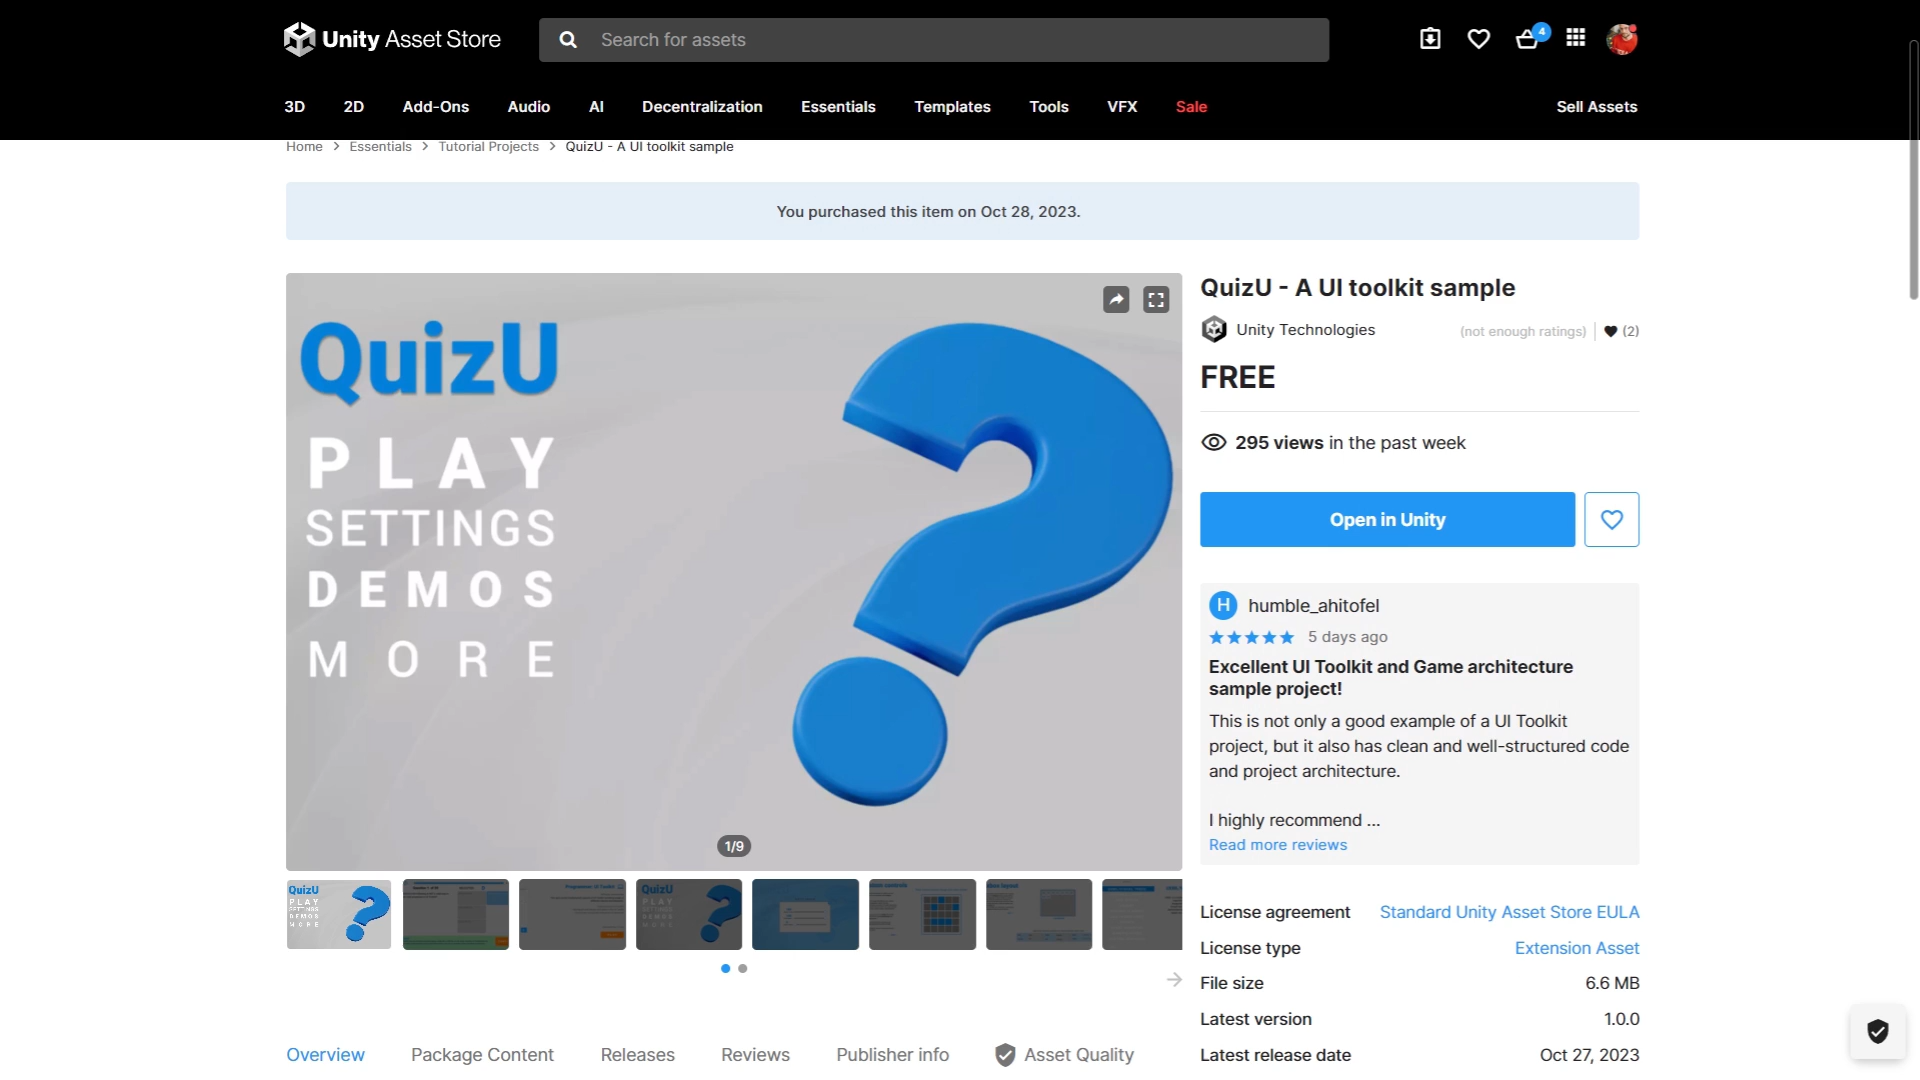 Unity Asset Store
Search for assets
4
3D 2D Add-Ons Audio AI Decentralization Essentials Templates Tools VFX Sale Sell Assets
Home > Essentials > Tutorial Projects > QuizU - A UI toolkit sample
You purchased this item on Oct 28, 2023.
QuizU
PLAY
SETTINGS
DEMOS
MORE
1/9
QuizU
PLAY
SETTINGS
DEMOS
MORE
QuizU
Overview Package Content Releases Reviews Publisher info Asset Quality
QuizU - A UI toolkit sample
Unity Technologies (not enough ratings) (2)
FREE
295 views in the past week
Open in Unity
H humble_ahitofel
5 days ago
Excellent UI Toolkit and Game architecture
sample project!
This is not only a good example of a UI Toolkit
project, but it also has clean and well-structured code
and project architecture.
I highly recommend ...
Read more reviews
License agreement Standard Unity Asset Store EULA
License type Extension Asset
File size 6.6 MB
Latest version 1.0.0
Latest release date Oct 27, 2023